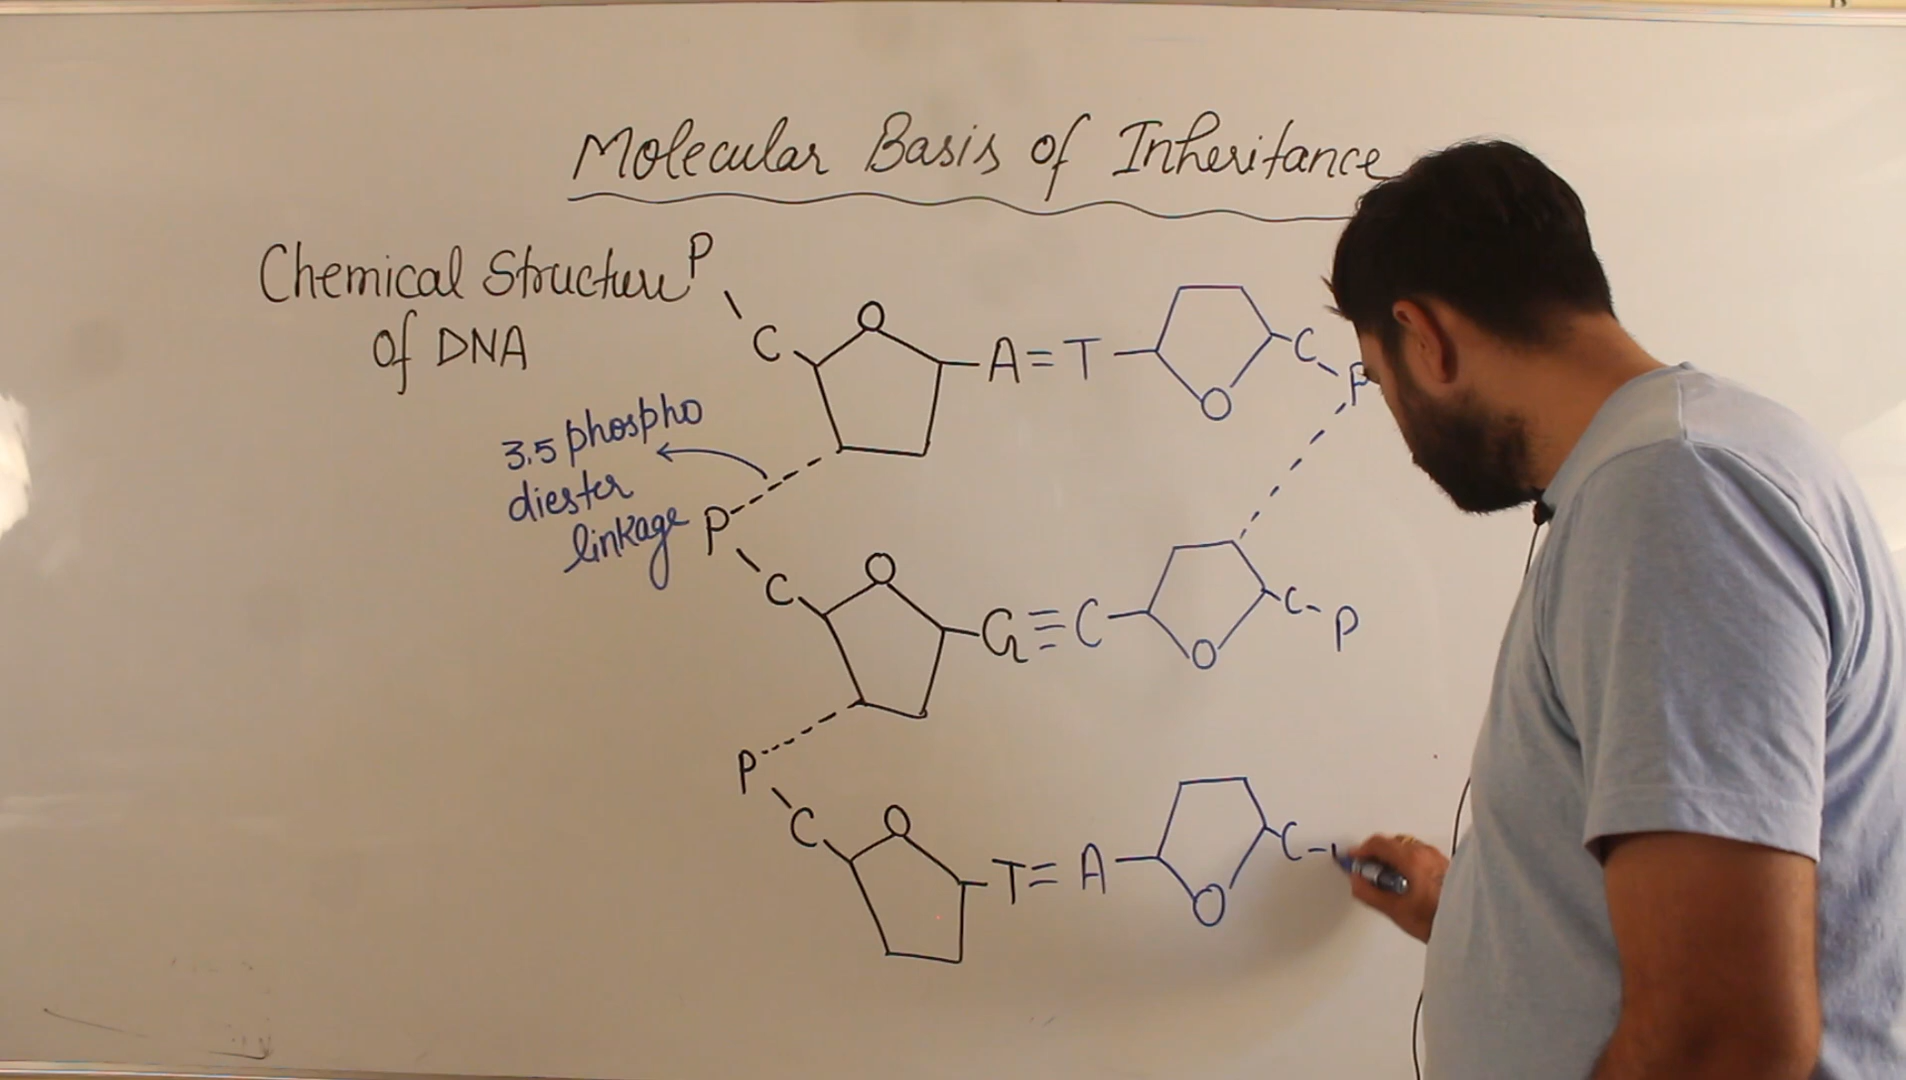 Molecular Basis of Inheritance
Chemical Structure
of DNA
P
C O A = T O C P
3.5 phospho
diester
linkage
P
C O G ≡ C O C P
P
C O T = A O C